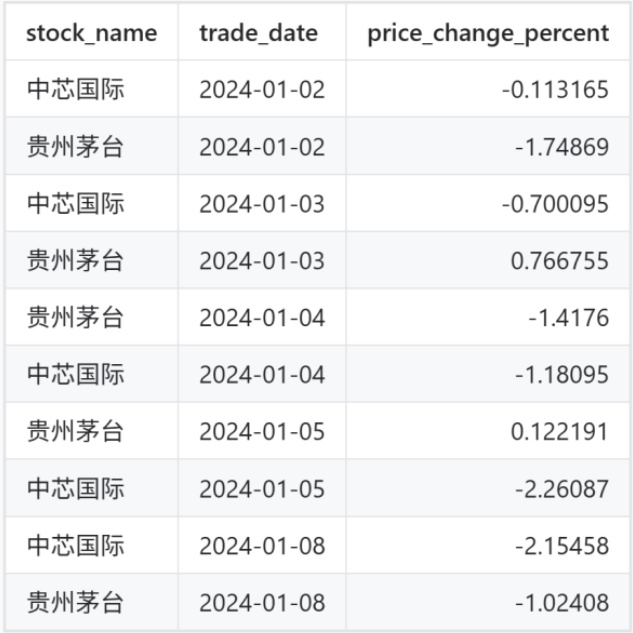 stock_name trade_date price_change_percent
中芯国际 2024-01-02 -0.113165
贵州茅台 2024-01-02 -1.74869
中芯国际 2024-01-03 -0.700095
贵州茅台 2024-01-03 0.766755
贵州茅台 2024-01-04 -1.4176
中芯国际 2024-01-04 -1.18095
贵州茅台 2024-01-05 0.122191
中芯国际 2024-01-05 -2.26087
中芯国际 2024-01-08 -2.15458
贵州茅台 2024-01-08 -1.02408